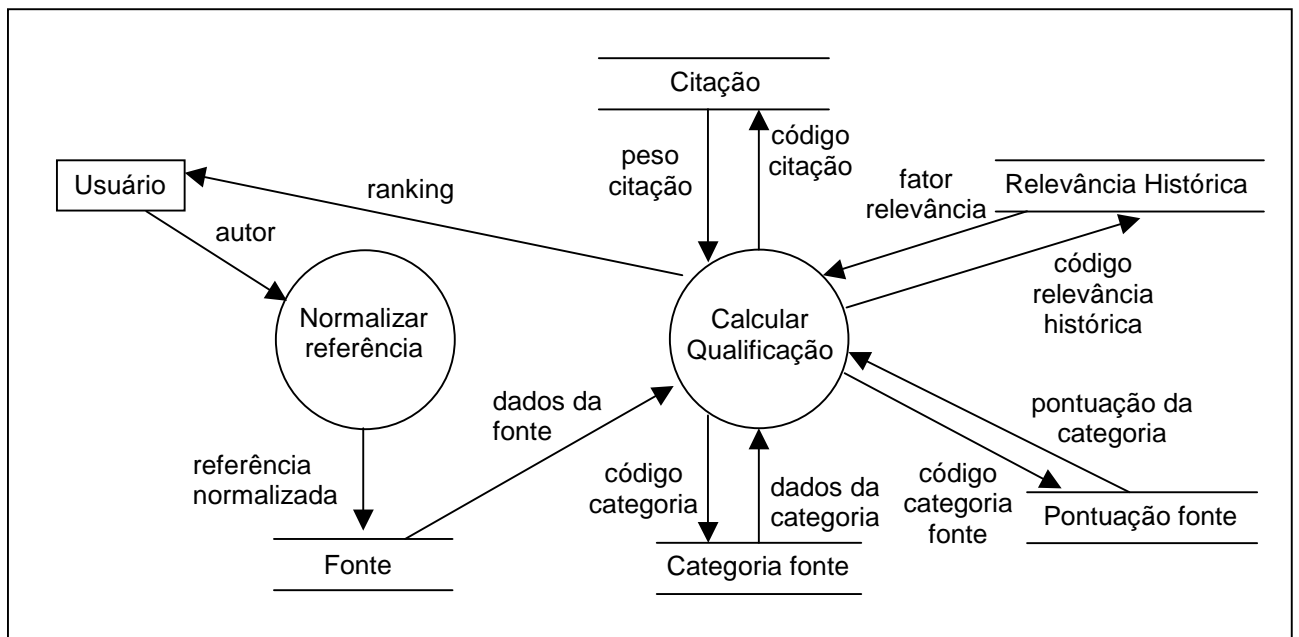 Citação
peso
citação
código
citação
Usuário
ranking
autor
fator
relevância
Relevância Histórica
código
relevância
histórica
Normalizar
referência
Calcular
Qualificação
dados da
fonte
referência
normalizada
pontuação da
categoria
código
categoria
dados da
categoria
código
categoria
fonte
Pontuação fonte
Fonte
Categoria fonte